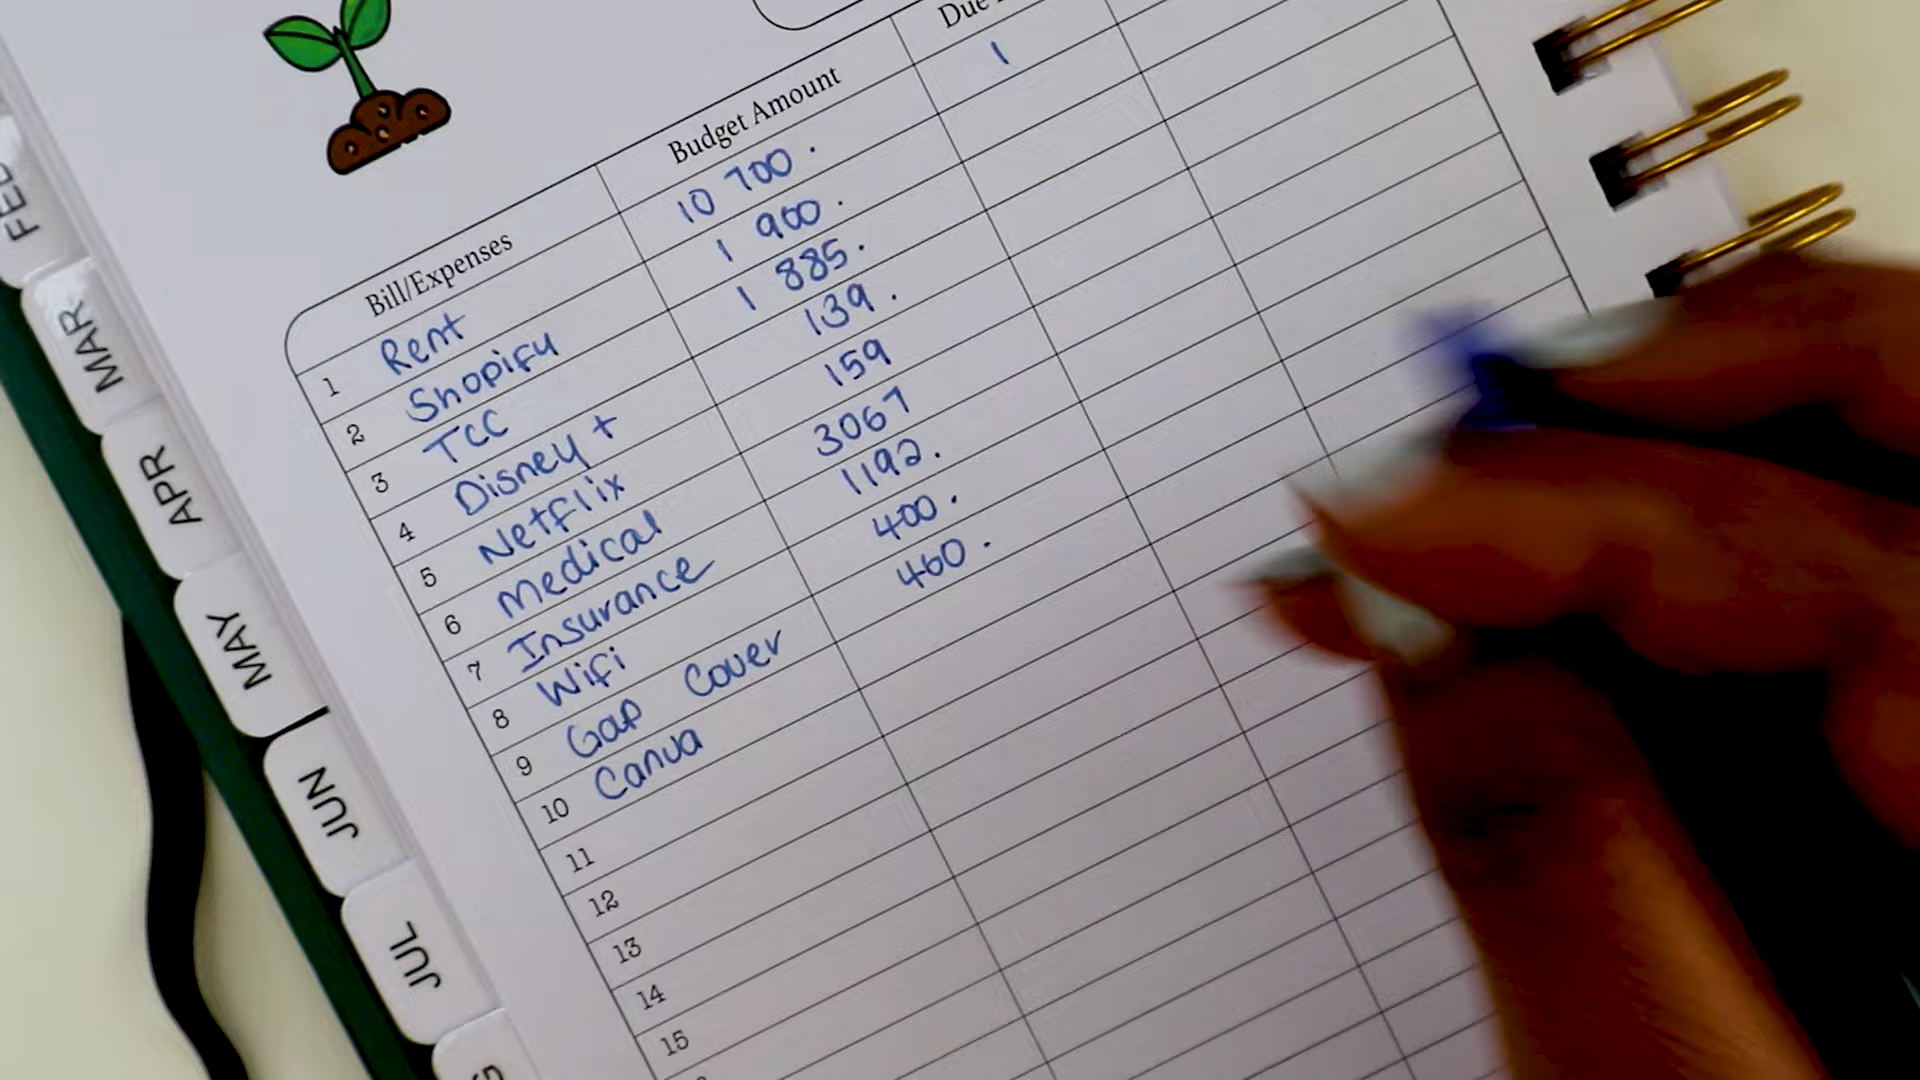 FEB
MAR
APR
MAY
JUN
JUL
Bill/Expenses Budget Amount Due
1 Rent 10 700. 1
2 Shopify 1 900.
3 TCC 1 885.
4 Disney + 139.
5 Netflix 159
6 Medical 3067
7 Insurance 1192.
8 Wifi 400.
9 Gap Cover 460.
10 Canva
11
12
13
14
15